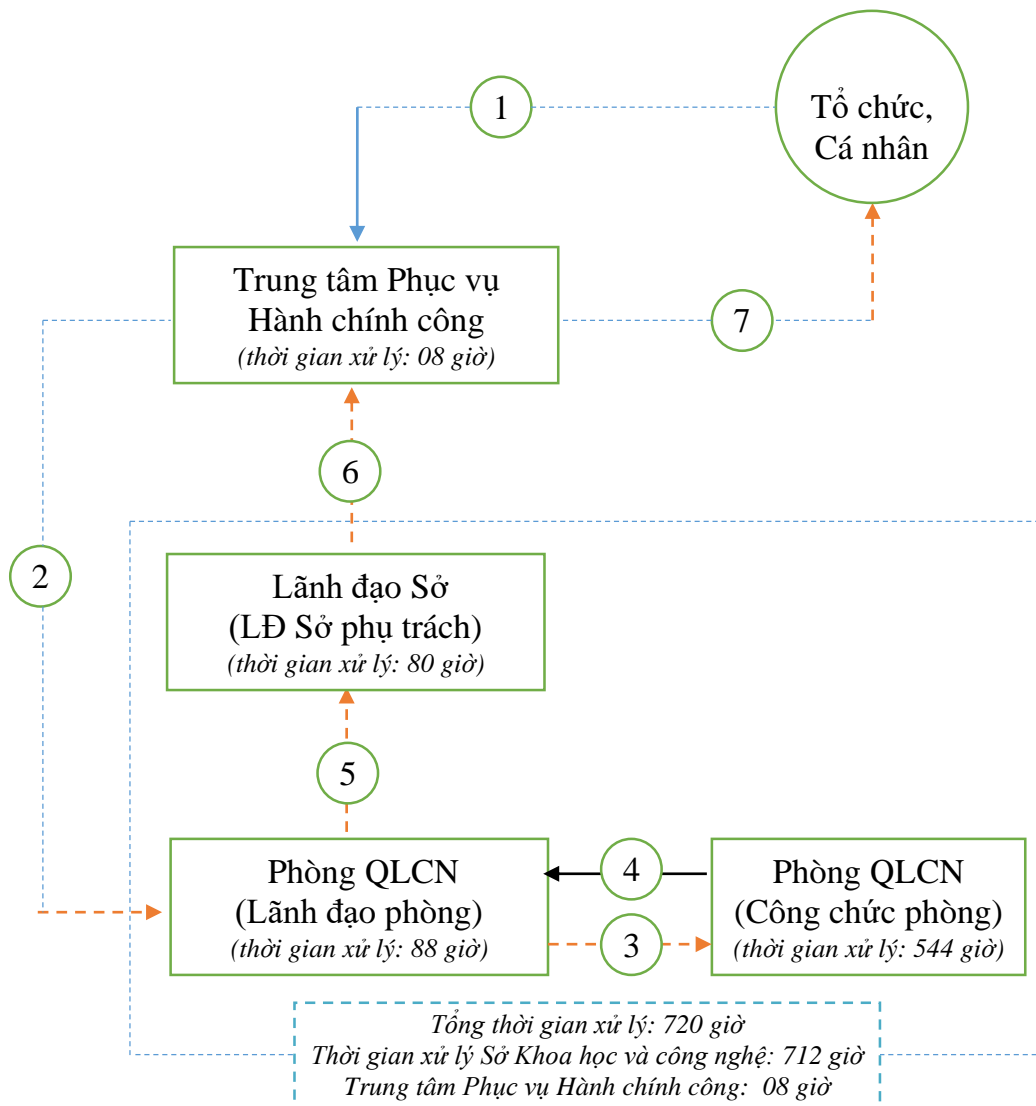 1
Tổ chức,
Cá nhân
Trung tâm Phục vụ
Hành chính công
(thời gian xử lý: 08 giờ)
7
6
2
Lãnh đạo Sở
(LĐ Sở phụ trách)
(thời gian xử lý: 80 giờ)
5
Phòng QLCN
(Lãnh đạo phòng)
(thời gian xử lý: 88 giờ)
4
3
Phòng QLCN
(Công chức phòng)
(thời gian xử lý: 544 giờ)
Tổng thời gian xử lý: 720 giờ
Thời gian xử lý Sở Khoa học và công nghệ: 712 giờ
Trung tâm Phục vụ Hành chính công: 08 giờ